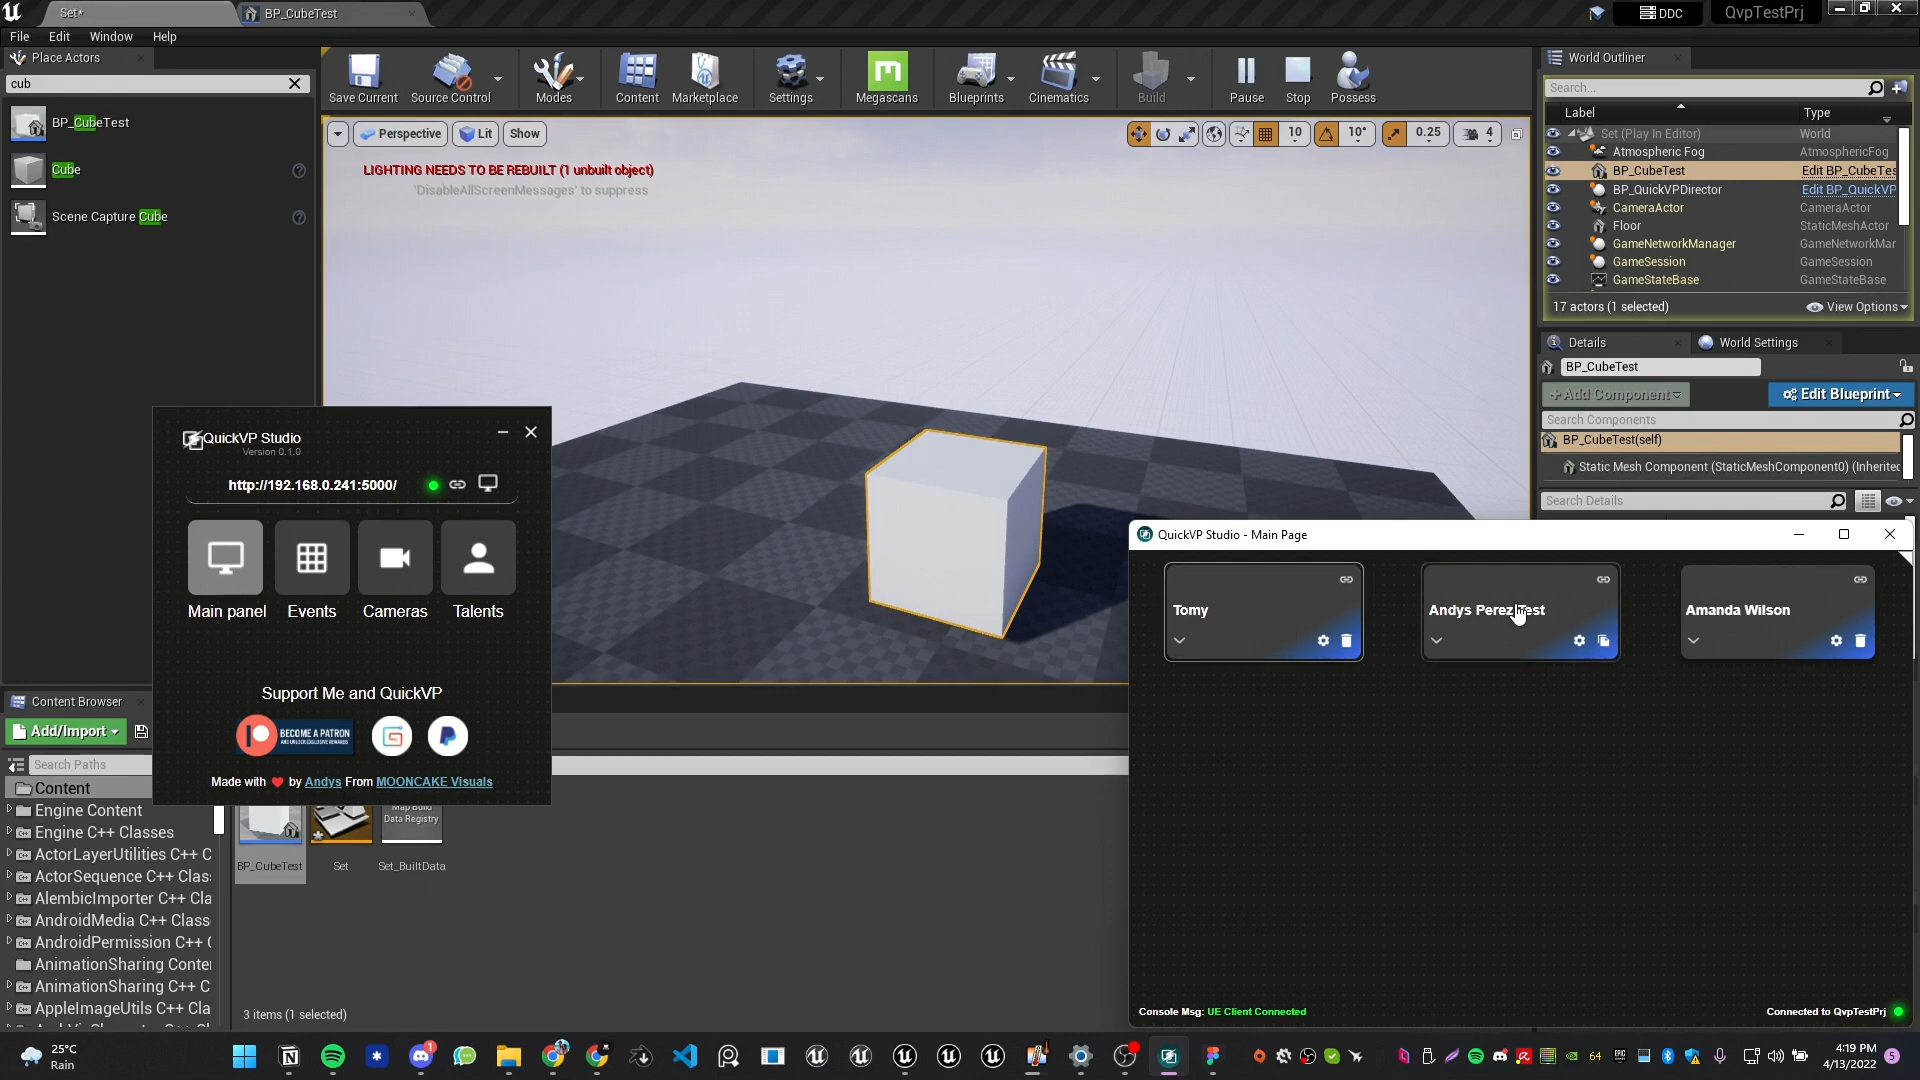 Set*
BP_CubeTest
DDC
QvpTestPrj
File
Edit
Window
Help
Place Actors
cub
BP_CubeTest
Cube
Scene Capture Cube
Save Current
Source Control
Modes
Content
Marketplace
Settings
Megascans
Blueprints
Cinematics
Build
Pause
Stop
Possess
Perspective
Lit
Show
10
10°
0.25
4
LIGHTING NEEDS TO BE REBUILT (1 unbuilt object)
'DisableAllScreenMessages' to suppress
World Outliner
Search...
Label
Type
Set (Play In Editor)
World
Atmospheric Fog
AtmosphericFog
BP_CubeTest
Edit BP_CubeTes
BP_QuickVPDirector
Edit BP_QuickVP
CameraActor
CameraActor
Floor
StaticMeshActor
GameNetworkManager
GameNetworkMar
GameSession
GameSession
GameStateBase
GameStateBase
17 actors (1 selected)
View Options
Details
World Settings
BP_CubeTest
+Add Component
Edit Blueprint
Search Components
BP_CubeTest(self)
Static Mesh Component (StaticMeshComponent0) (Inherited
Search Details
QuickVP Studio
Version 0.1.0
http://192.168.0.241:5000/
Main panel
Events
Cameras
Talents
Support Me and QuickVP
BECOME A PATRON
AND UNLOCK EXCLUSIVE REWARDS
Made with ❤ by Andys From MOONCAKE Visuals
QuickVP Studio - Main Page
Tomy
Andys Perez Test
Amanda Wilson
Console Msg: UE Client Connected
Connected to QvpTestPrj
Content Browser
Add/Import
Search Paths
Content
Engine Content
Engine C++ Classes
ActorLayerUtilities C++ C
ActorSequence C++ Clas
AlembicImporter C++ Cla
AndroidMedia C++ Class
AndroidPermission C++ (
AnimationSharing Conter
AnimationSharing C++ C
AppleImageUtils C++ Cla
BP_CubeTest
Set
Map Build
Data Registry
Set_BuiltData
3 items (1 selected)
25°C
Rain
1
64
EPIC
4:19 PM
4/13/2022
5